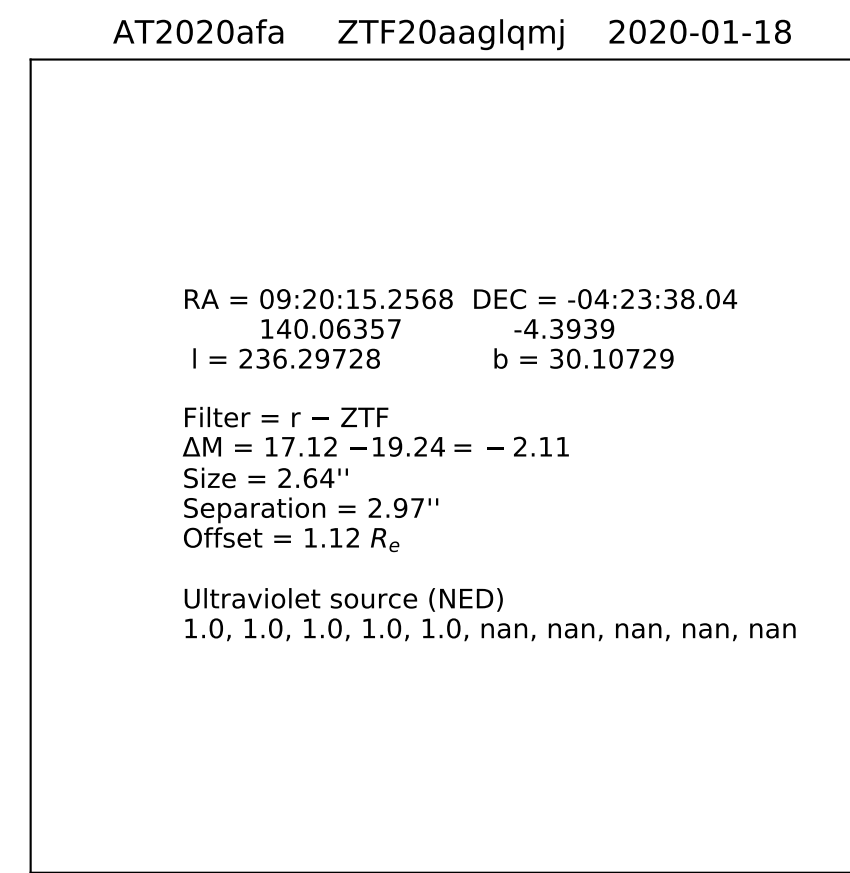 AT2020afa ZTF20aaglqmj 2020-01-18
RA = 09:20:15.2568 DEC = -04:23:38.04
140.06357 -4.3939
l = 236.29728 b = 30.10729
Filter = r − ZTF
ΔM = 17.12 −19.24 = − 2.11
Size = 2.64''
Separation = 2.97''
Offset = 1.12 Rₑ
Ultraviolet source (NED)
1.0, 1.0, 1.0, 1.0, 1.0, nan, nan, nan, nan, nan